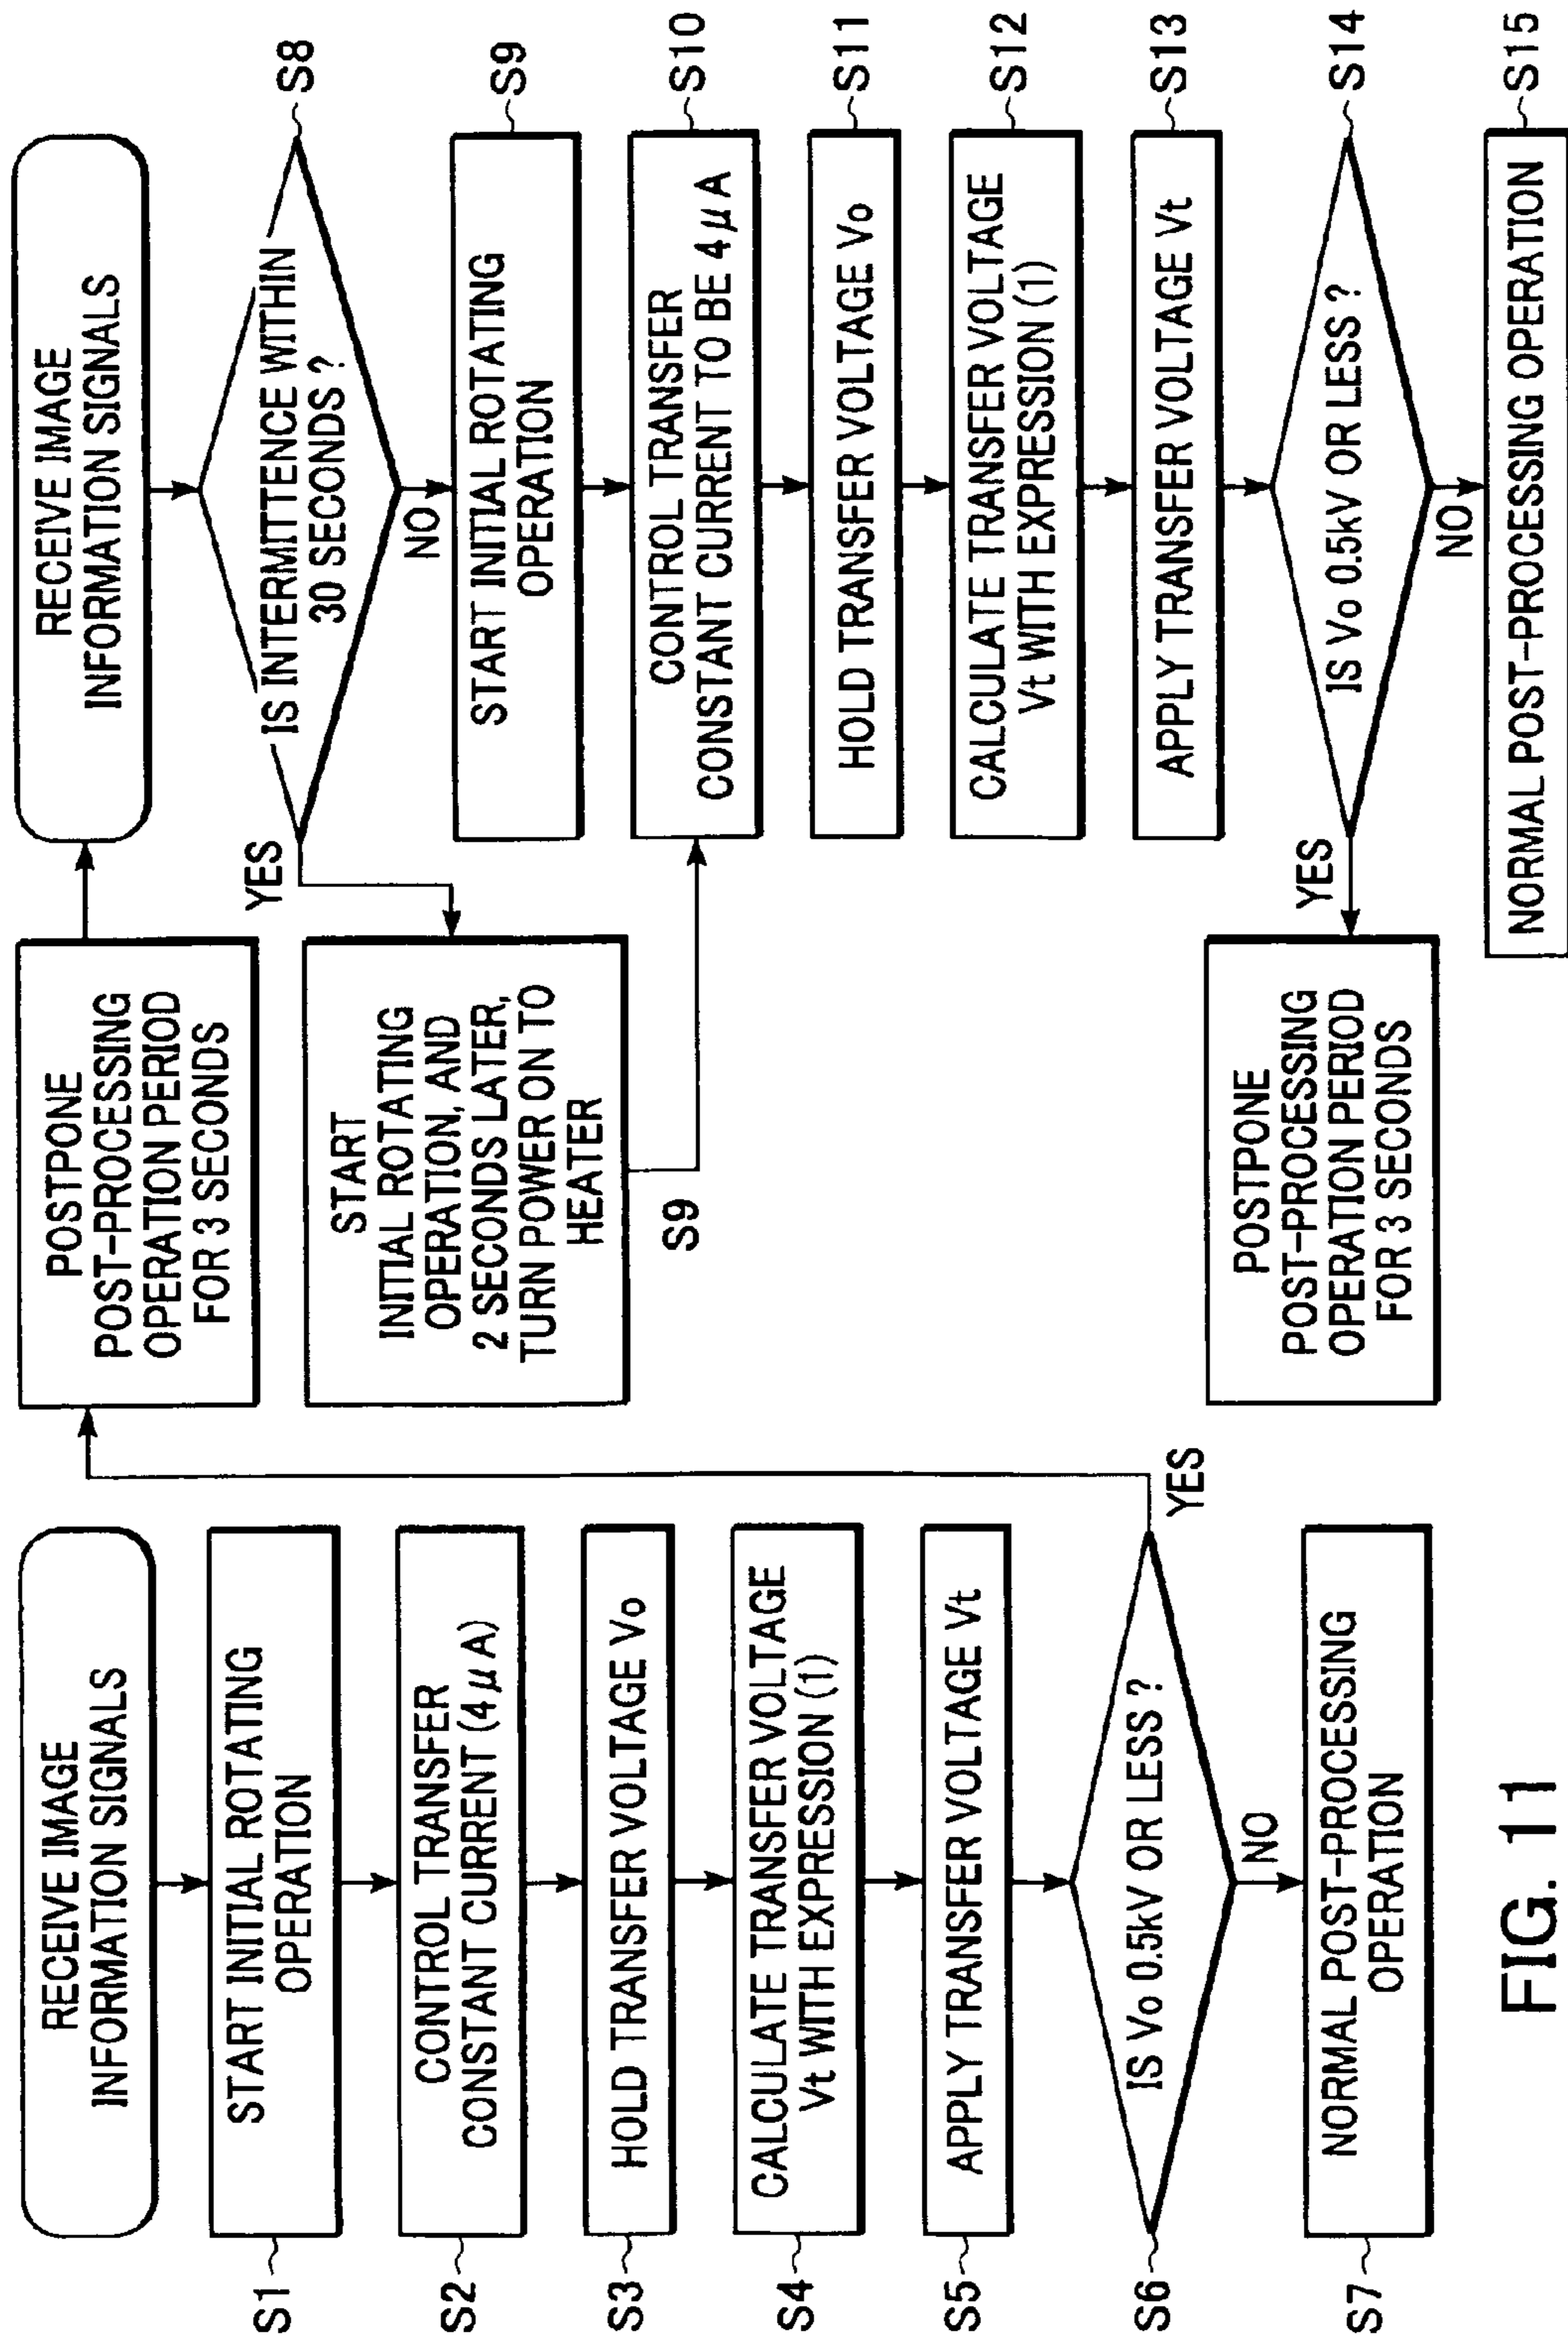 RECEIVE IMAGE
INFORMATION SIGNALS
S1
START INITIAL ROTATING
OPERATION
S2
CONTROL TRANSFER
CONSTANT CURRENT (4μA)
S3
HOLD TRANSFER VOLTAGE Vo
S4
CALCULATE TRANSFER VOLTAGE
Vt WITH EXPRESSION (1)
S5
APPLY TRANSFER VOLTAGE Vt
S6
IS Vo 0.5kV OR LESS ?
YES
NO
S7
NORMAL POST-PROCESSING
OPERATION
POSTPONE
POST-PROCESSING
OPERATION PERIOD
FOR 3 SECONDS
RECEIVE IMAGE
INFORMATION SIGNALS
IS INTERMITTENCE WITHIN
30 SECONDS ?
S8
YES
NO
START
INITIAL ROTATING
OPERATION, AND
2 SECONDS LATER,
TURN POWER ON TO
HEATER
S9
START INITIAL ROTATING
OPERATION
S9
CONTROL TRANSFER
CONSTANT CURRENT TO BE 4μA
S10
HOLD TRANSFER VOLTAGE Vo
S11
CALCULATE TRANSFER VOLTAGE
Vt WITH EXPRESSION (1)
S12
APPLY TRANSFER VOLTAGE Vt
S13
IS Vo 0.5kV OR LESS ?
S14
YES
NO
POSTPONE
POST-PROCESSING
OPERATION PERIOD
FOR 3 SECONDS
NORMAL POST-PROCESSING OPERATION
S15
FIG. 11